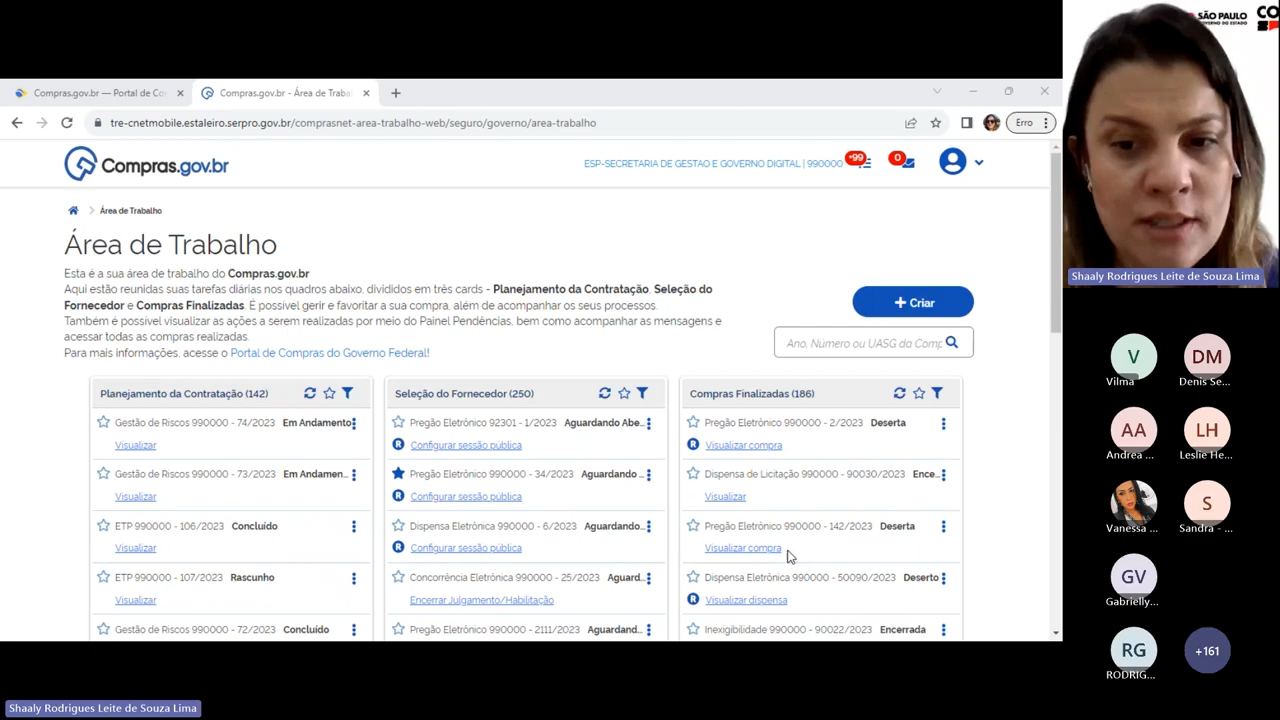 Compras.gov.br — Portal de Co
Compras.gov.br - Área de Traba
tre-cnetmobile.estaleiro.serpro.gov.br/comprasnet-area-trabalho-web/seguro/governo/area-trabalho
Erro
Compras.gov.br
ESP-SECRETARIA DE GESTAO E GOVERNO DIGITAL | 990000
+99
0
Área de Trabalho
Área de Trabalho
Esta é a sua área de trabalho do Compras.gov.br
Aqui estão reunidas suas tarefas diárias nos quadros abaixo, divididos em três cards - Planejamento da Contratação, Seleção do
Fornecedor e Compras Finalizadas. É possível gerir e favoritar a sua compra, além de acompanhar os seus processos.
Também é possível visualizar as ações a serem realizadas por meio do Painel Pendências, bem como acompanhar as mensagens e
acessar todas as compras realizadas.
Para mais informações, acesse o Portal de Compras do Governo Federal!
+ Criar
Ano, Número ou UASG da Comp
Planejamento da Contratação (142)
Gestão de Riscos 990000 - 74/2023 Em Andamento
Visualizar
Gestão de Riscos 990000 - 73/2023 Em Andamen...
Visualizar
ETP 990000 - 106/2023 Concluído
Visualizar
ETP 990000 - 107/2023 Rascunho
Visualizar
Gestão de Riscos 990000 - 72/2023 Concluído
Seleção do Fornecedor (250)
Pregão Eletrônico 92301 - 1/2023 Aguardando Abe...
R Configurar sessão pública
Pregão Eletrônico 990000 - 34/2023 Aguardando ...
R Configurar sessão pública
Dispensa Eletrônica 990000 - 6/2023 Aguardando...
R Configurar sessão pública
Concorrência Eletrônica 990000 - 25/2023 Aguard...
Encerrar Julgamento/Habilitação
Pregão Eletrônico 990000 - 2111/2023 Aguardand...
Compras Finalizadas (186)
Pregão Eletrônico 990000 - 2/2023 Deserta
R Visualizar compra
Dispensa de Licitação 990000 - 90030/2023 Ence...
Visualizar
Pregão Eletrônico 990000 - 142/2023 Deserta
Visualizar compra
Dispensa Eletrônica 990000 - 50090/2023 Deserto
R Visualizar dispensa
Inexigibilidade 990000 - 90022/2023 Encerrada
SÃO PAULO
GOVERNO DO ESTADO
CO
Shaaly Rodrigues Leite de Souza Lima
V
Vilma
DM
Denis Se...
AA
Andrea ...
LH
Leslie He...
Vanessa ...
S
Sandra - ...
GV
Gabrielly...
RG
RODRIG...
+161
Shaaly Rodrigues Leite de Souza Lima